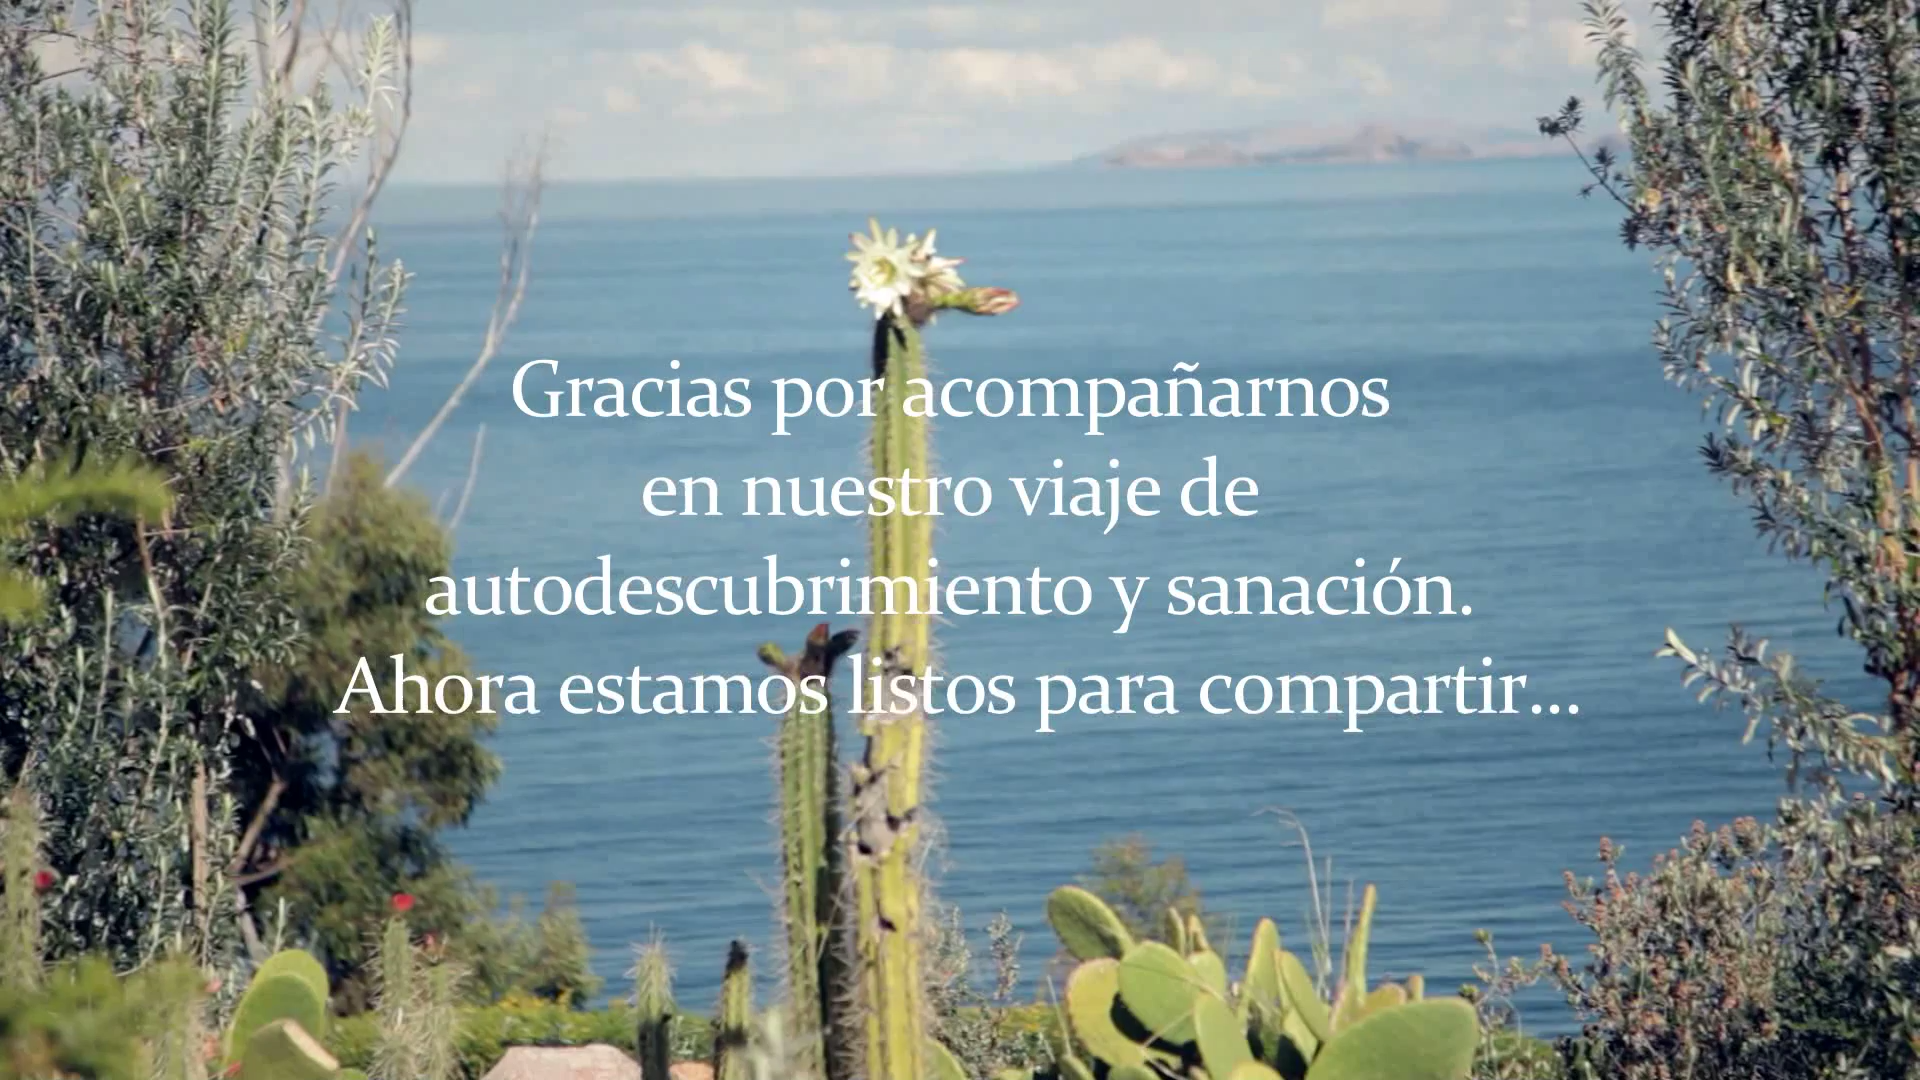 Gracias por acompañarnos
en nuestro viaje de
autodescubrimiento y sanación.
Ahora estamos listos para compartir...